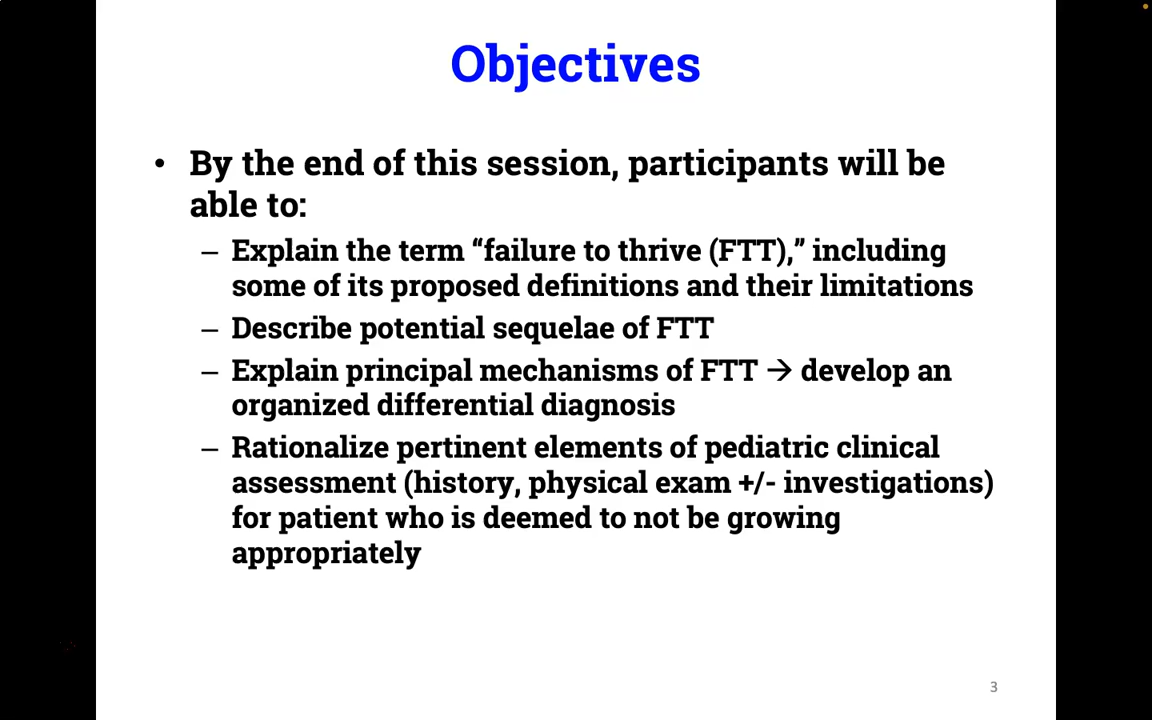 Objectives
• By the end of this session, participants will be
able to:
– Explain the term “failure to thrive (FTT),” including
some of its proposed definitions and their limitations
– Describe potential sequelae of FTT
– Explain principal mechanisms of FTT → develop an
organized differential diagnosis
– Rationalize pertinent elements of pediatric clinical
assessment (history, physical exam +/- investigations)
for patient who is deemed to not be growing
appropriately
3